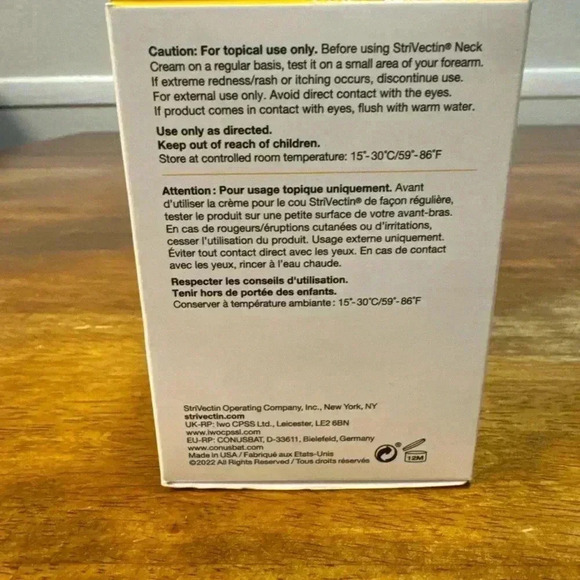 Caution: For topical use only. Before using StriVectin® Neck
Cream on a regular basis, test it on a small area of your forearm.
If extreme redness/rash or itching occurs, discontinue use.
For external use only. Avoid direct contact with the eyes.
If product comes in contact with eyes, flush with warm water.
Use only as directed.
Keep out of reach of children.
Store at controlled room temperature: 15°-30°C/59°-86°F
Attention : Pour usage topique uniquement. Avant
d'utiliser la crème pour le cou StriVectin® de façon régulière,
tester le produit sur une petite surface de votre avant-bras.
En cas de rougeurs/éruptions cutanées ou d'irritations,
cesser l'utilisation du produit. Usage externe uniquement.
Éviter tout contact direct avec les yeux. En cas de contact
avec les yeux, rincer à l'eau chaude.
Respecter les conseils d'utilisation.
Tenir hors de portée des enfants.
Conserver à température ambiante : 15°-30°C/59°-86°F
StriVectin Operating Company, Inc., New York, NY
strivectin.com
UK-RP: Iwo CPSS Ltd., Leicester, LE2 6BN
www.iwocpssl.com
EU-RP: CONUSBAT, D-33611, Bielefeld, Germany
www.conusbat.com
Made in USA / Fabriqué aux Etats-Unis
©2022 All Rights Reserved / Tous droits réservés
12M